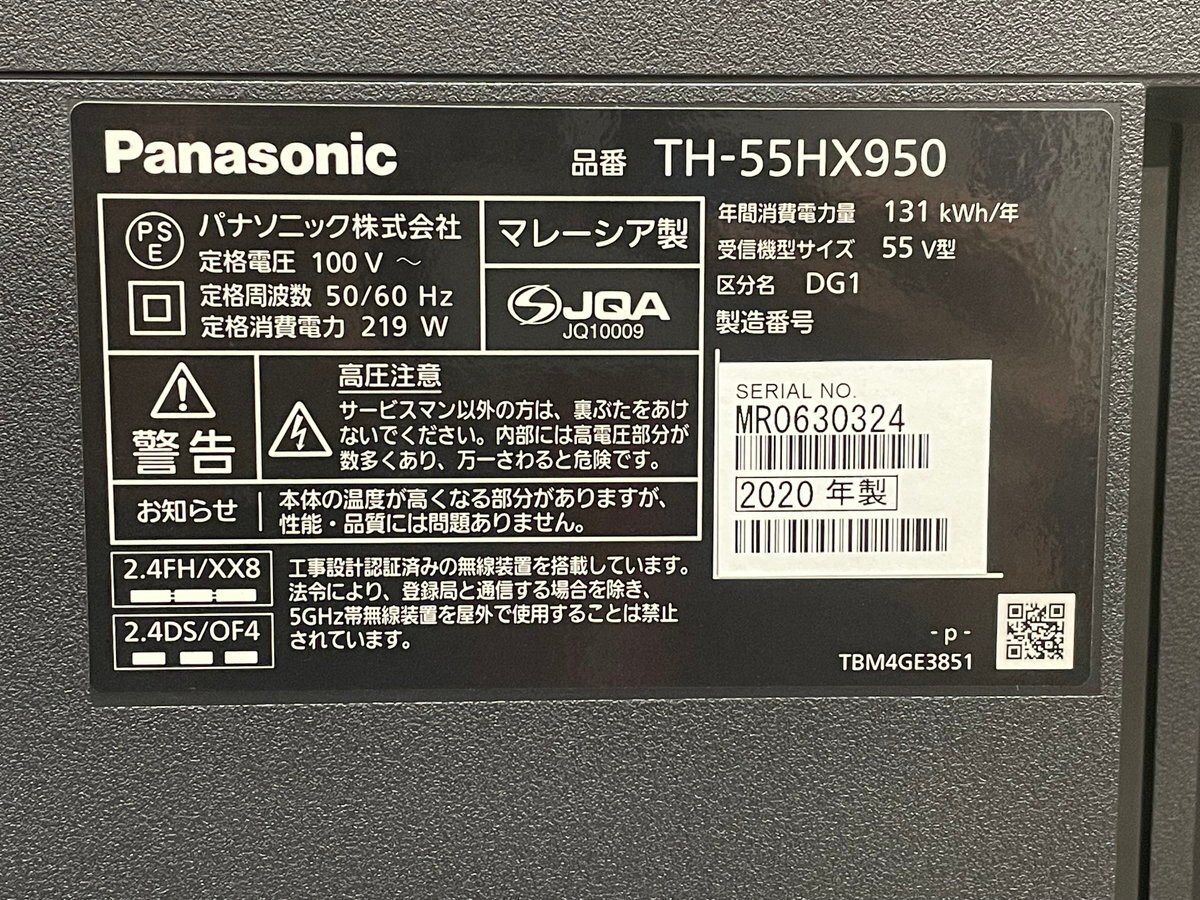 Panasonic
品番 TH-55HX950
PSE
パナソニック株式会社
定格電圧 100 V ～
定格周波数 50/60 Hz
定格消費電力 219 W
マレーシア製
JQA
JQ10009
年間消費電力量 131 kWh/年
受信機型サイズ 55 V型
区分名 DG1
製造番号
SERIAL NO.
MR0630324
2020 年製
警告
高圧注意
サービスマン以外の方は、裏ぶたをあけ
ないでください。内部には高電圧部分が
数多くあり、万一さわると危険です。
お知らせ
本体の温度が高くなる部分がありますが、
性能・品質には問題ありません。
2.4FH/XX8
2.4DS/OF4
工事設計認証済みの無線装置を搭載しています。
法令により、登録局と通信する場合を除き、
5GHz帯無線装置を屋外で使用することは禁止
されています。
- p -
TBM4GE3851